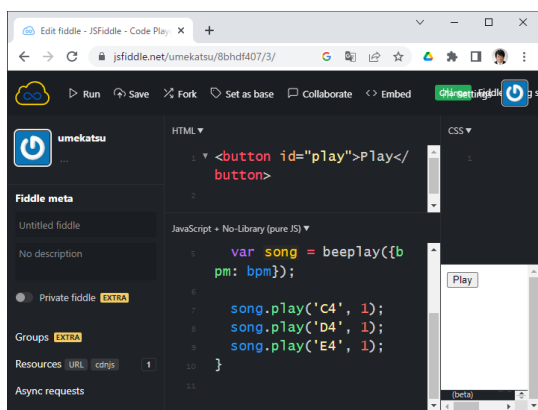 Edit fiddle - JSFiddle - Code Play
jsfiddle.net/umekatsu/8bhdf407/3/
Run Save Fork Set as base Collaborate Embed Settings
umekatsu
...
Fiddle meta
Untitled fiddle
No description
Private fiddle EXTRA
Groups EXTRA
Resources URL cdnjs 1
Async requests
HTML ▼
1 <button id="play">Play</
button>
2
JavaScript + No-Library (pure JS) ▼
5 var song = beeplay({b
pm: bpm});
6
7 song.play('C4', 1);
8 song.play('D4', 1);
9 song.play('E4', 1);
10 }
11
CSS ▼
1
Play
(beta)